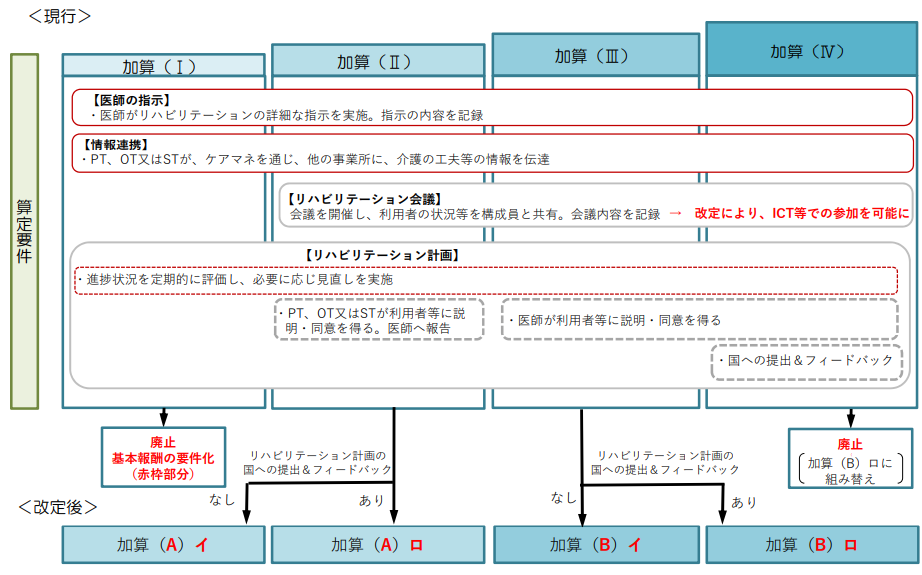 ＜現行＞
加算（Ⅰ）
加算（Ⅱ）
加算（Ⅲ）
加算（Ⅳ）
算定要件
【医師の指示】
・医師がリハビリテーションの詳細な指示を実施。指示の内容を記録
【情報連携】
・PT、OT又はSTが、ケアマネを通じ、他の事業所に、介護の工夫等の情報を伝達
【リハビリテーション会議】
会議を開催し、利用者の状況等を構成員と共有。会議内容を記録 → 改定により、ICT等での参加を可能に
【リハビリテーション計画】
・進捗状況を定期的に評価し、必要に応じ見直しを実施
・PT、OT又はSTが利用者等に説
明・同意を得る。医師へ報告
・医師が利用者等に説明・同意を得る
・国への提出＆フィードバック
廃止
基本報酬の要件化
（赤枠部分）
リハビリテーション計画の
国への提出＆フィードバック
なし
あり
リハビリテーション計画の
国への提出＆フィードバック
なし
あり
廃止
加算（B）ロに
組み替え
＜改定後＞
加算（A）イ
加算（A）ロ
加算（B）イ
加算（B）ロ